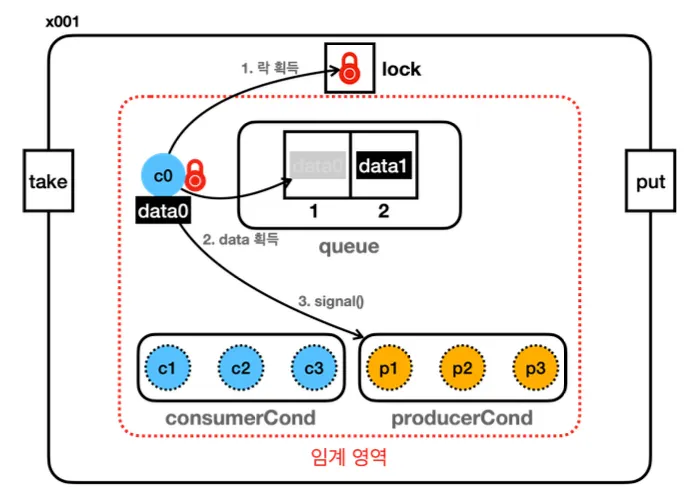 x001
1. 락 획득
lock
take
c0
data0
data0
data1
1
2
queue
put
2. data 획득
3. signal()
c1
c2
c3
p1
p2
p3
consumerCond
producerCond
임계 영역